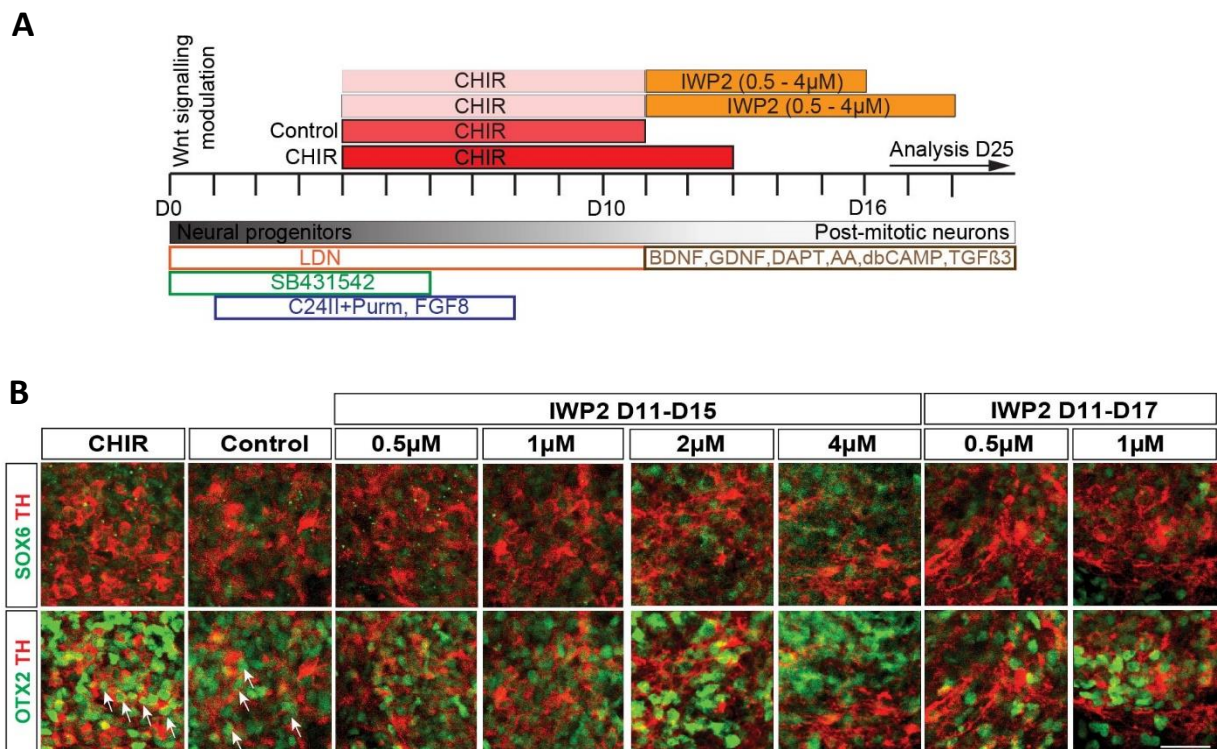 A
Wnt signalling
modulation
CHIR
IWP2 (0.5 - 4µM)
CHIR
IWP2 (0.5 - 4µM)
Control
CHIR
CHIR
CHIR
Analysis D25
D0
D10
D16
Neural progenitors
Post-mitotic neurons
LDN
BDNF,GDNF,DAPT,AA,dbCAMP,TGFß3
SB431542
C24II+Purm, FGF8
B
IWP2 D11-D15
IWP2 D11-D17
CHIR
Control
0.5µM
1µM
2µM
4µM
0.5µM
1µM
SOX6 TH
OTX2 TH